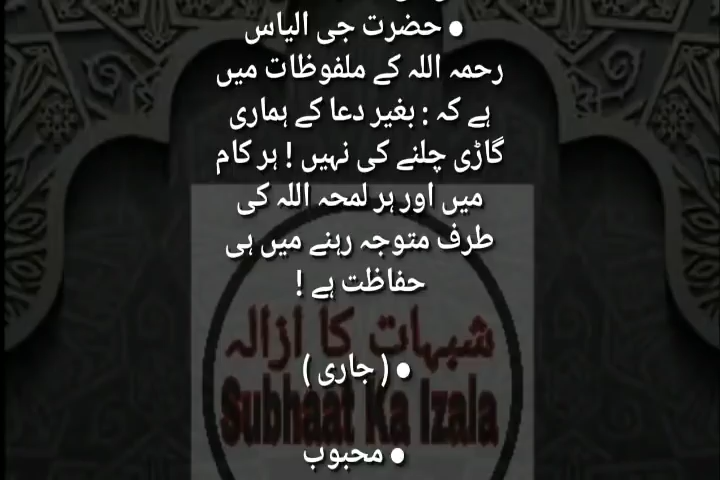 ● حضرت جی الیاس
رحمہ اللہ کے ملفوظات میں
ہے کہ : بغیر دعا کے ہماری
گاڑی چلنے کی نہیں ! ہر کام
میں اور ہر لمحہ اللہ کی
طرف متوجہ رہنے میں ہی
حفاظت ہے !
شبہات کا ازالہ
● ( جاری )
Subhaat Ka Izala
● محبوب